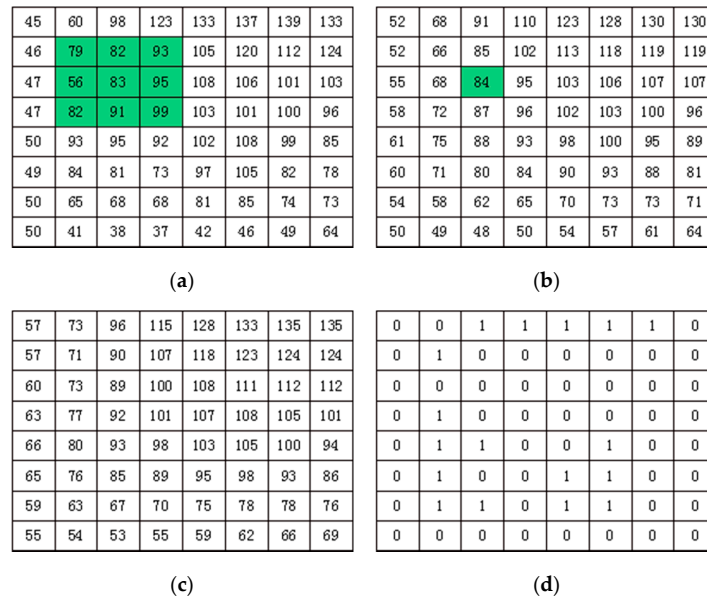 45 60 98 123 133 137 139 133
46 79 82 93 105 120 112 124
47 56 83 95 108 106 101 103
47 82 91 99 103 101 100 96
50 93 95 92 102 108 99 85
49 84 81 73 97 105 82 78
50 65 68 68 81 85 74 73
50 41 38 37 42 46 49 64
(a)
52 68 91 110 123 128 130 130
52 66 85 102 113 118 119 119
55 68 84 95 103 106 107 107
58 72 87 96 102 103 100 96
61 75 88 93 98 100 95 89
60 71 80 84 90 93 88 81
54 58 62 65 70 73 73 71
50 49 48 50 54 57 61 64
(b)
57 73 96 115 128 133 135 135
57 71 90 107 118 123 124 124
60 73 89 100 108 111 112 112
63 77 92 101 107 108 105 101
66 80 93 98 103 105 100 94
65 76 85 89 95 98 93 86
59 63 67 70 75 78 78 76
55 54 53 55 59 62 66 69
(c)
0 0 1 1 1 1 1 0
0 1 0 0 0 0 0 0
0 0 0 0 0 0 0 0
0 1 0 0 0 0 0 0
0 1 1 0 0 1 0 0
0 1 0 0 1 1 0 0
0 1 1 0 1 1 0 0
0 0 0 0 0 0 0 0
(d)